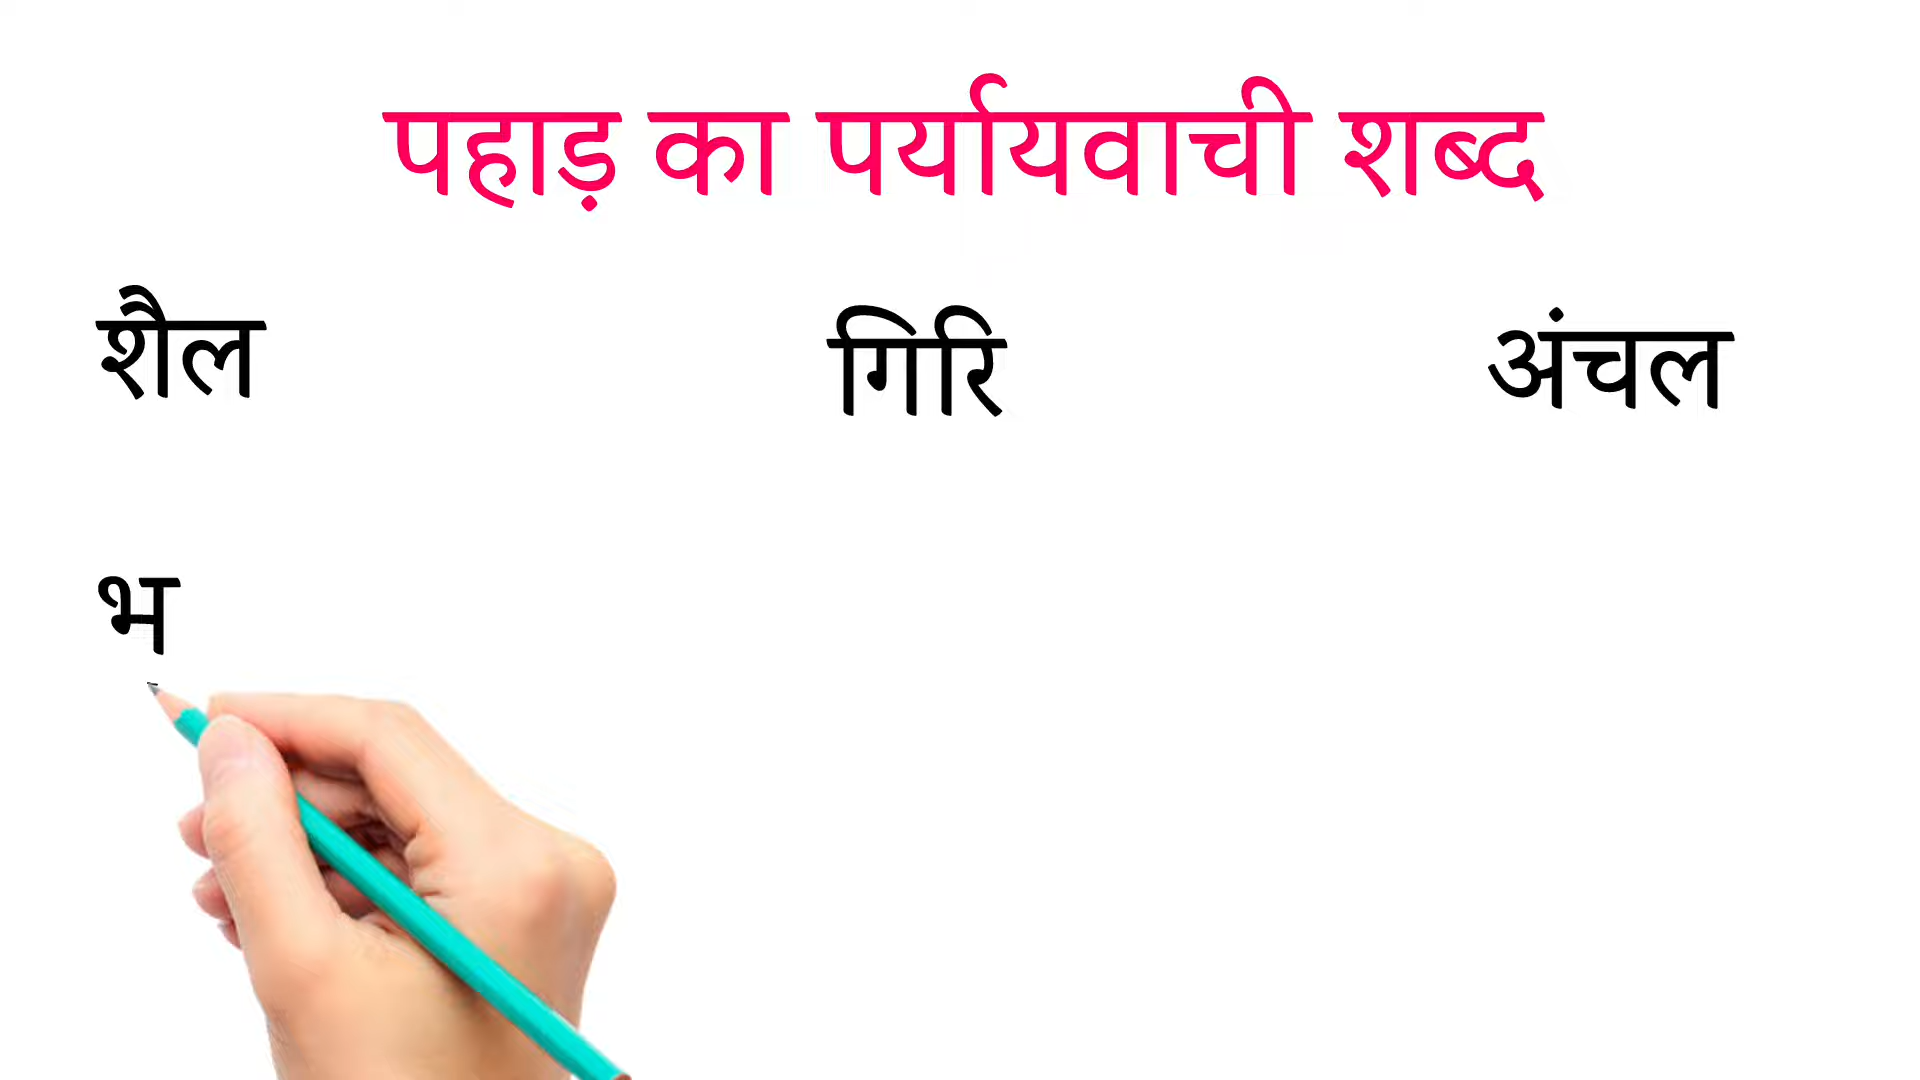 पहाड़ का पर्यायवाची शब्द
शैल गिरि अंचल
भ